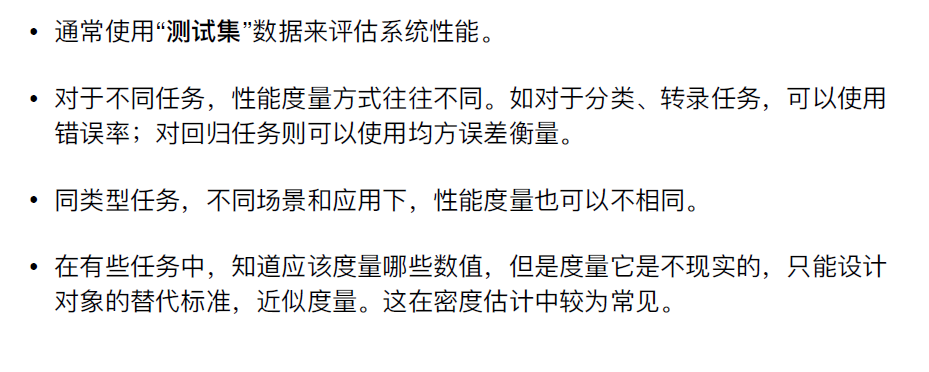 • 通常使用“测试集”数据来评估系统性能。
• 对于不同任务，性能度量方式往往不同。如对于分类、转录任务，可以使用
错误率；对回归任务则可以使用均方误差衡量。
• 同类型任务，不同场景和应用下，性能度量也可以不相同。
• 在有些任务中，知道应该度量哪些数值，但是度量它是不现实的，只能设计
对象的替代标准，近似度量。这在密度估计中较为常见。